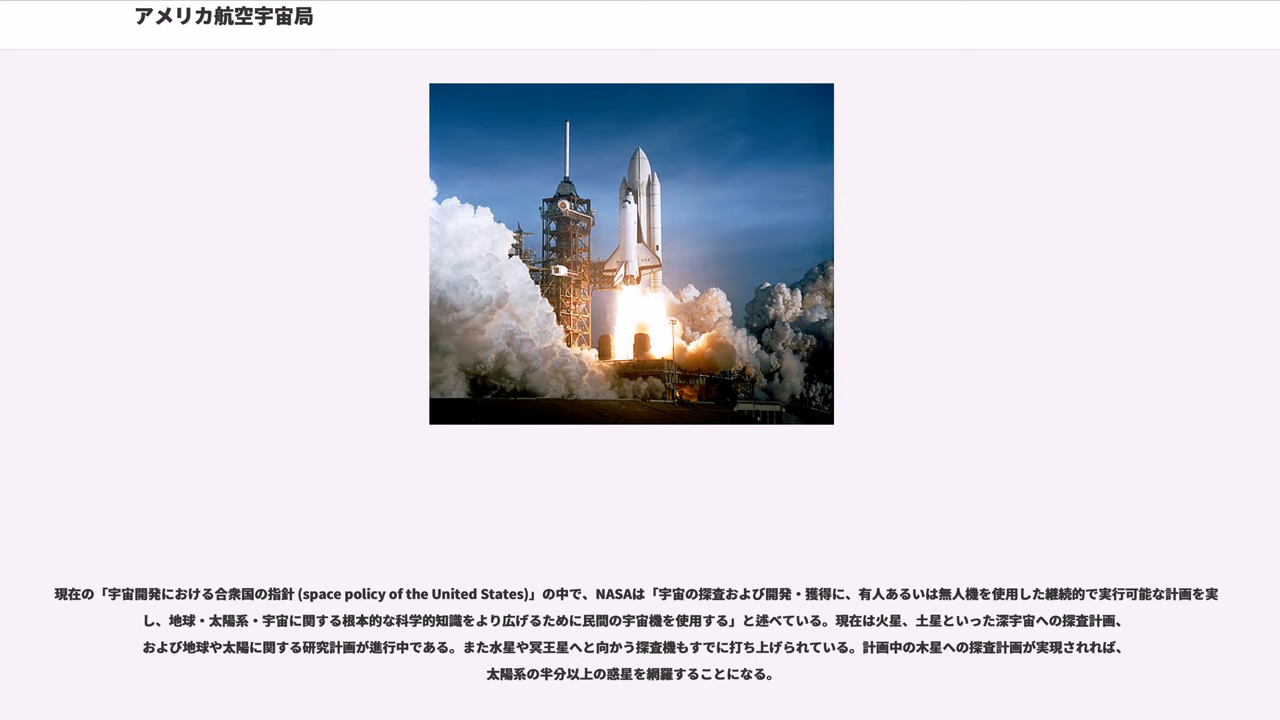 アメリカ航空宇宙局
現在の「宇宙開発における合衆国の指針 (space policy of the United States)」の中で、NASAは「宇宙の探査および開発・獲得に、有人あるいは無人機を使用した継続的で実行可能な計画を実
し、地球・太陽系・宇宙に関する根本的な科学的知識をより広げるために民間の宇宙機を使用する」と述べている。現在は火星、土星といった深宇宙への探査計画、
および地球や太陽に関する研究計画が進行中である。また水星や冥王星へと向かう探査機もすでに打ち上げられている。計画中の木星への探査計画が実現されれば、
太陽系の半分以上の惑星を網羅することになる。